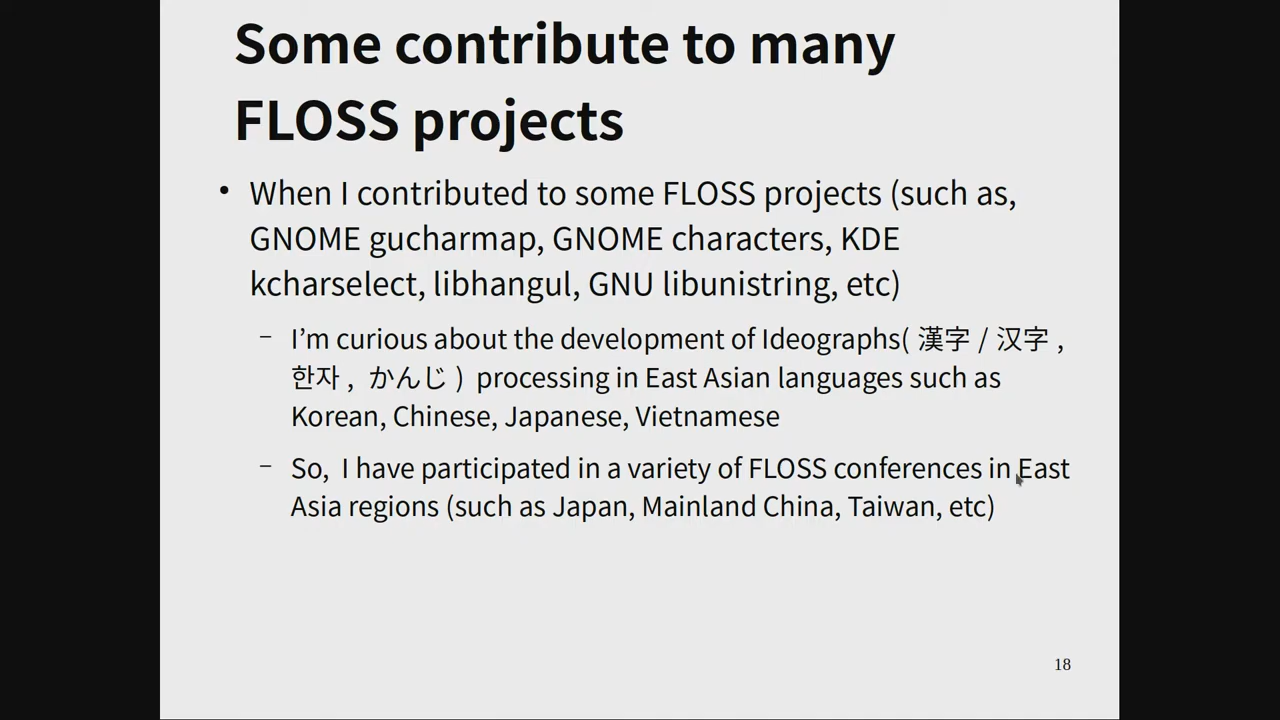 Some contribute to many
FLOSS projects
• When I contributed to some FLOSS projects (such as,
GNOME gucharmap, GNOME characters, KDE
kcharselect, libhangul, GNU libunistring, etc)
– I’m curious about the development of Ideographs( 漢字 / 汉字 ,
한자 , かんじ ) processing in East Asian languages such as
Korean, Chinese, Japanese, Vietnamese
– So, I have participated in a variety of FLOSS conferences in East
Asia regions (such as Japan, Mainland China, Taiwan, etc)
18